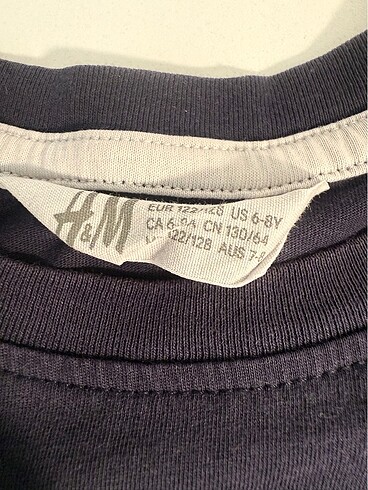 H&M
EUR 122/128 US 6-8Y
CA 6-8A CN 130/64
122/128 AUS 7-8